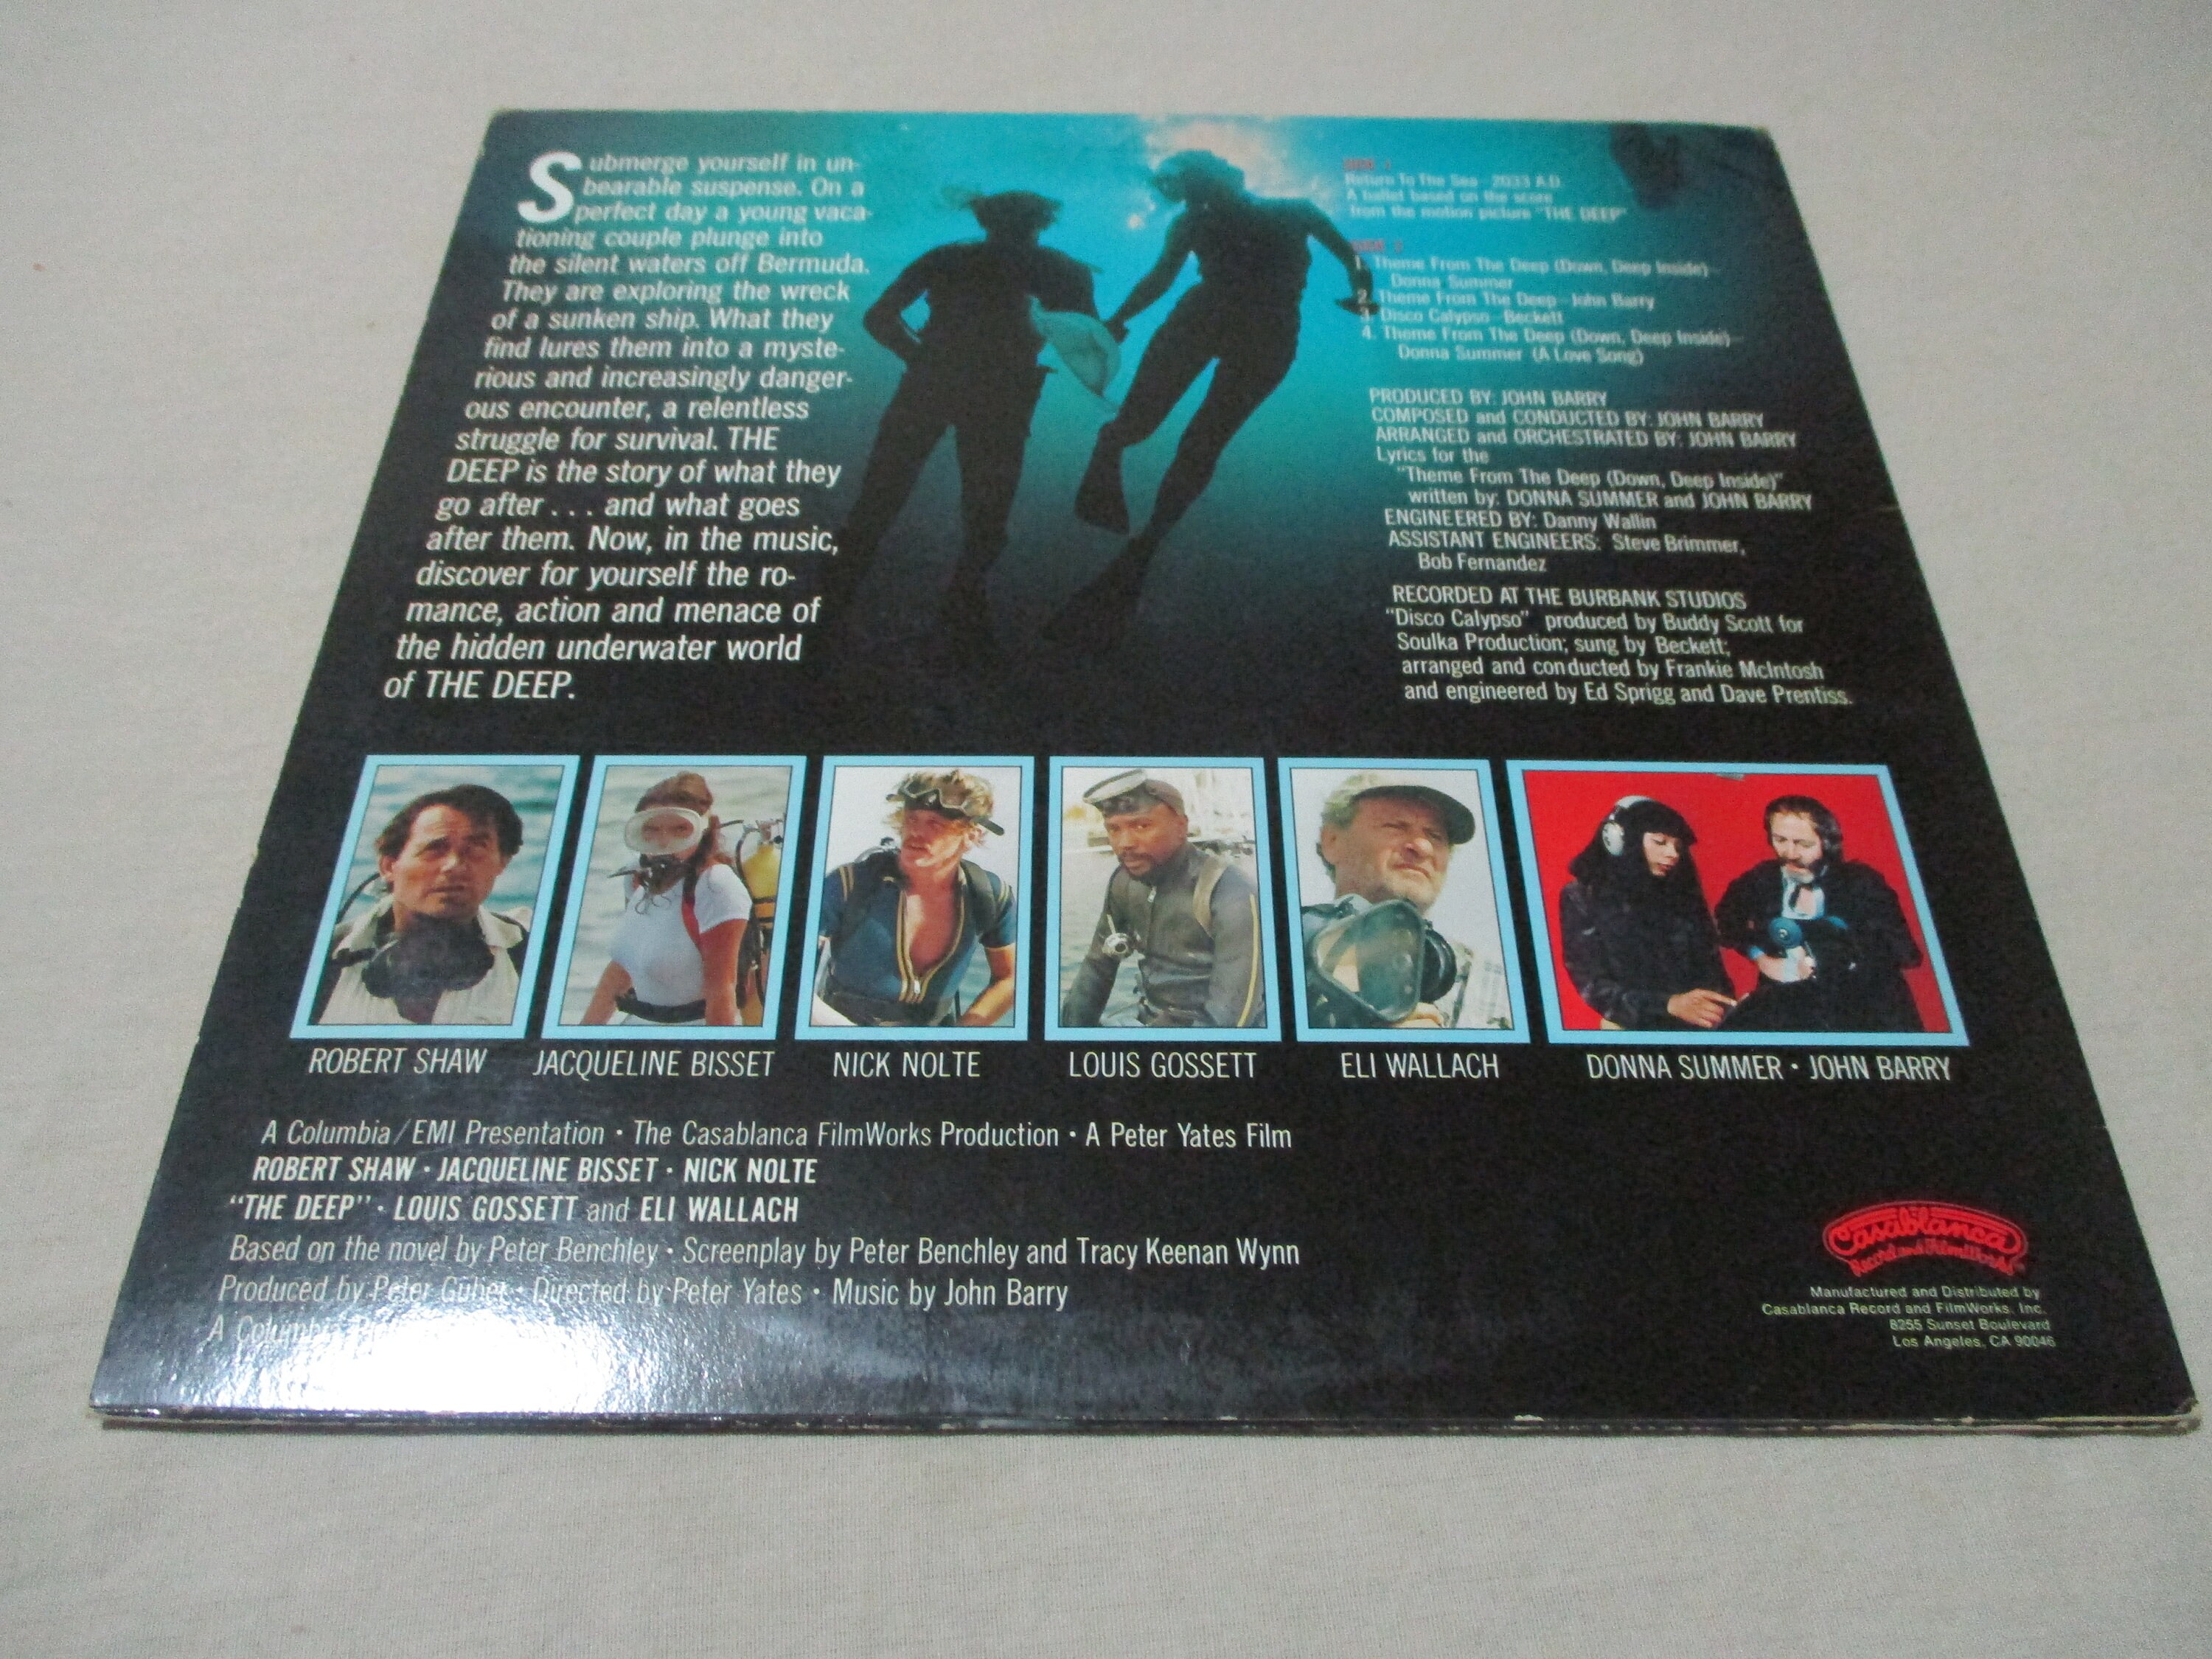 Submerge yourself in un-
bearable suspense. On a
perfect day a young vaca-
tioning couple plunge into
the silent waters off Bermuda.
They are exploring the wreck
of a sunken ship. What they
find lures them into a myste-
rious and increasingly danger-
ous encounter, a relentless
struggle for survival. THE
DEEP is the story of what they
go after . . . and what goes
after them. Now, in the music,
discover for yourself the ro-
mance, action and menace of
the hidden underwater world
of THE DEEP.
SIDE 1
Return To The Sea—2033 A.D.
A ballet based on the score
from the motion picture "THE DEEP"
SIDE 2
1. Theme From The Deep (Down, Deep Inside)—
Donna Summer
2. Theme From The Deep—John Barry
3. Disco Calypso—Beckett
4. Theme From The Deep (Down, Deep Inside)—
Donna Summer (A Love Song)
PRODUCED BY: JOHN BARRY
COMPOSED and CONDUCTED BY: JOHN BARRY
ARRANGED and ORCHESTRATED BY: JOHN BARRY
Lyrics for the
"Theme From The Deep (Down, Deep Inside)"
written by: DONNA SUMMER and JOHN BARRY
ENGINEERED BY: Danny Wallin
ASSISTANT ENGINEERS: Steve Brimmer,
Bob Fernandez
RECORDED AT THE BURBANK STUDIOS
"Disco Calypso" produced by Buddy Scott for
Soulka Production; sung by Beckett;
arranged and conducted by Frankie McIntosh
and engineered by Ed Sprigg and Dave Prentiss.
ROBERT SHAW
JACQUELINE BISSET
NICK NOLTE
LOUIS GOSSETT
ELI WALLACH
DONNA SUMMER • JOHN BARRY
A Columbia/EMI Presentation • The Casablanca FilmWorks Production • A Peter Yates Film
ROBERT SHAW • JACQUELINE BISSET • NICK NOLTE
"THE DEEP" • LOUIS GOSSETT and ELI WALLACH
Based on the novel by Peter Benchley • Screenplay by Peter Benchley and Tracy Keenan Wynn
Produced by Peter Guber • Directed by Peter Yates • Music by John Barry
A Columbia
Casablanca
Record and FilmWorks
Manufactured and Distributed by
Casablanca Record and FilmWorks, Inc.
8255 Sunset Boulevard
Los Angeles, CA 90046